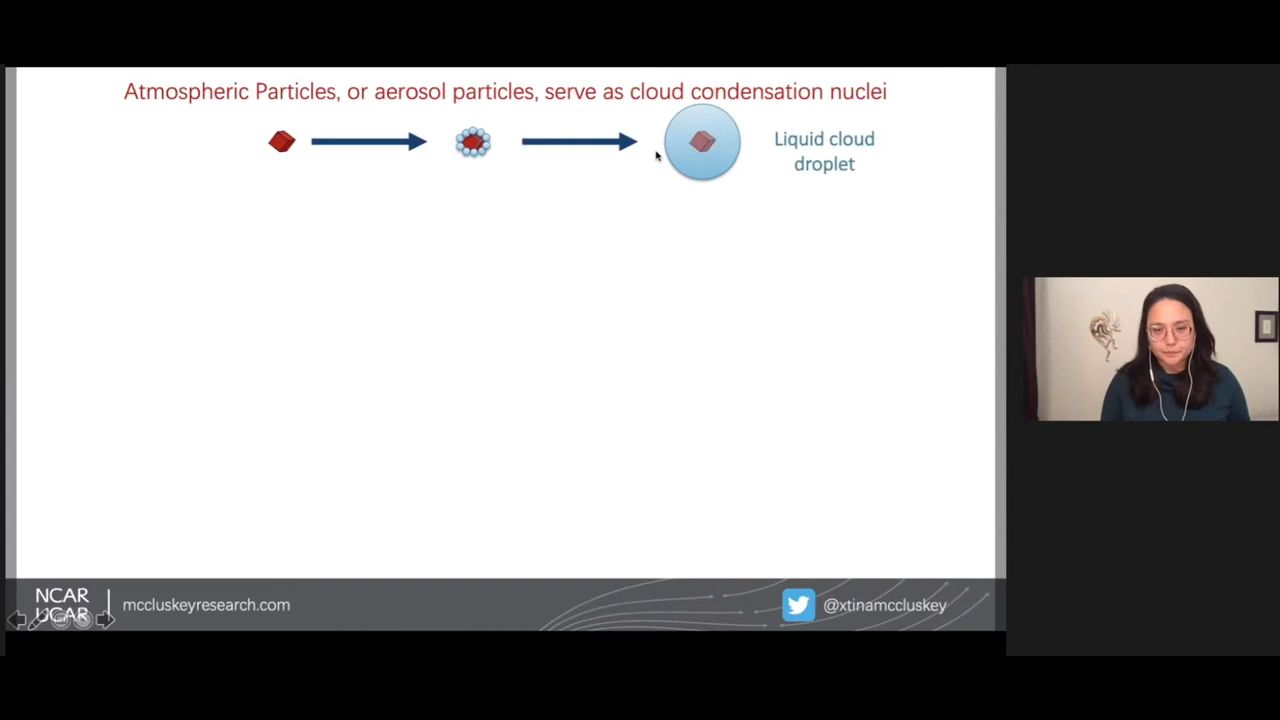 Atmospheric Particles, or aerosol particles, serve as cloud condensation nuclei
Liquid cloud
droplet
NCAR
UCAR
mccluskeyresearch.com
@xtinamccluskey